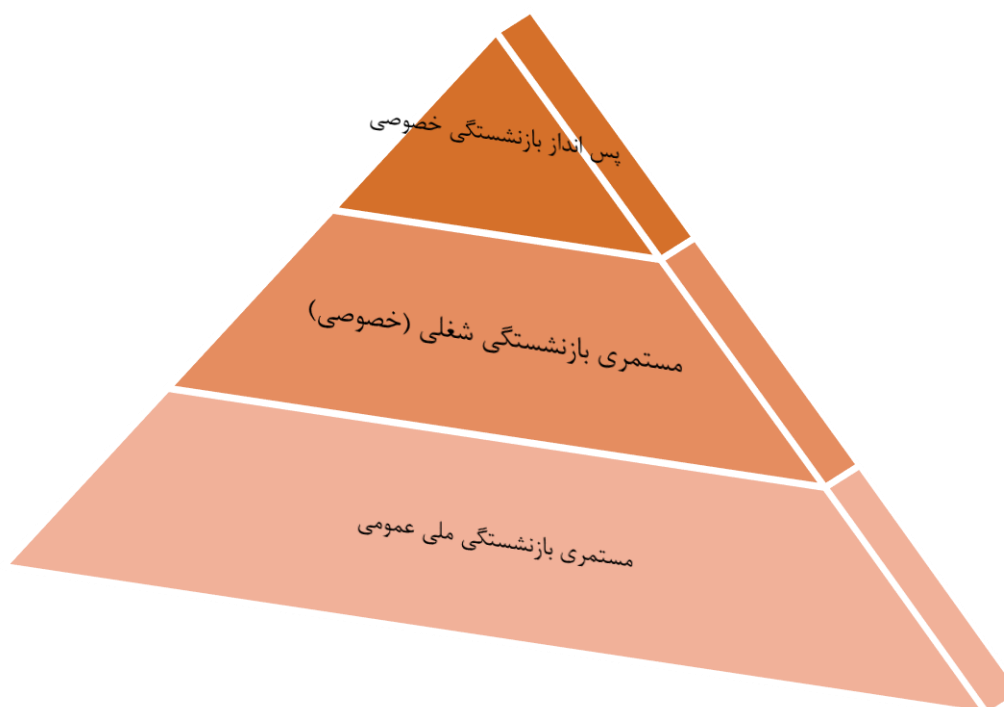 پس انداز بازنشستگی خصوصی
مستمری بازنشستگی شغلی (خصوصی)
مستمری بازنشستگی ملی عمومی